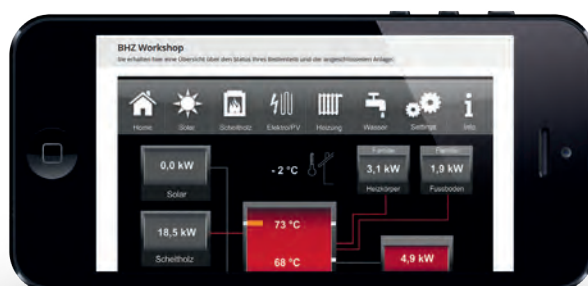 BHZ Workshop
Sie erhalten hier eine Übersicht über den Status Ihres Bedienteils und der angeschlossenen Anlage:
Home Solar Scheitholz Elektro/PV Heizung Wasser Settings Info
0,0 kW
Solar
- 2 °C
Familie
3,1 kW
Heizkörper
Familie
1,9 kW
Fussboden
18,5 kW
Scheitholz
73 °C
68 °C
4,9 kW